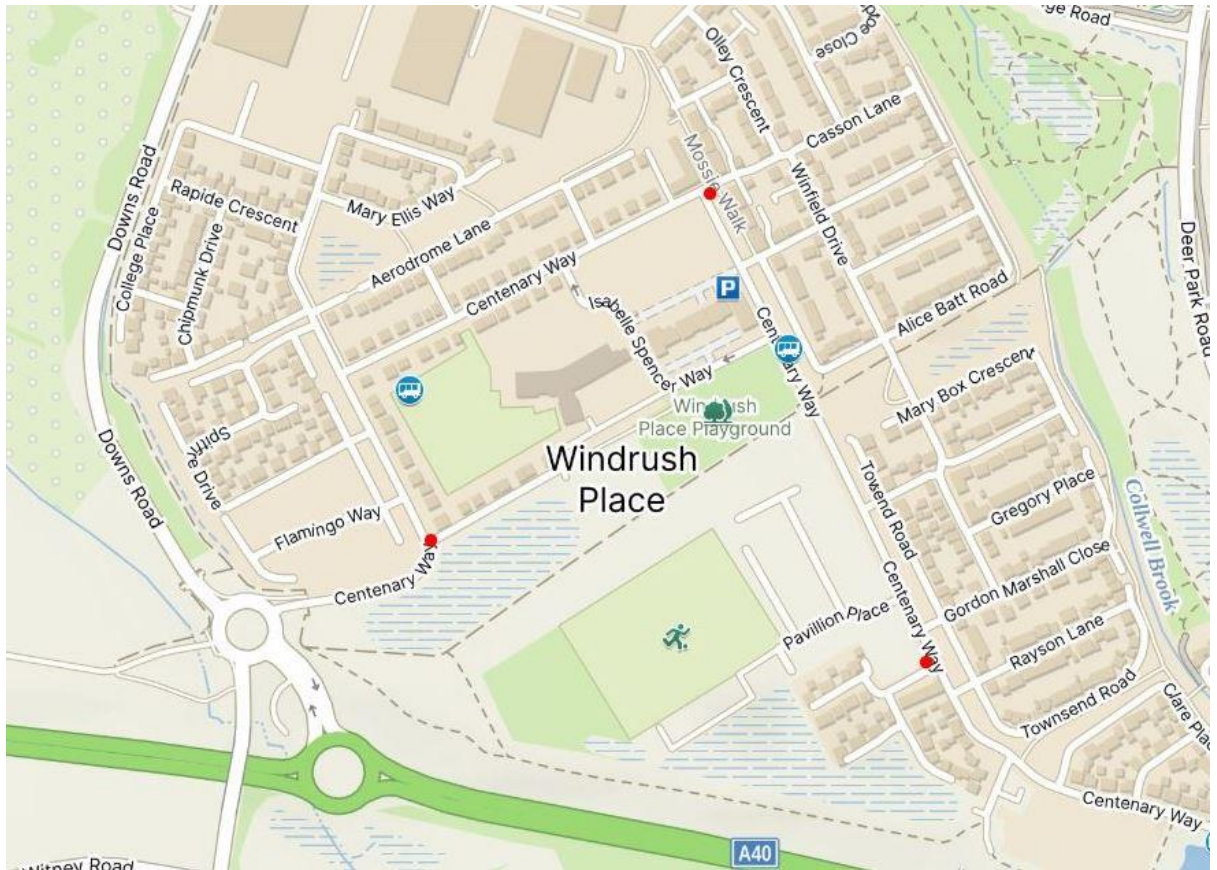 Olley Crescent
Casson Lane
Mossie Walk
Winfield Drive
Downs Road
College Place
Rapide Crescent
Chipmunk Drive
Mary Ellis Way
Aerodrome Lane
Centenary Way
Isabelle Spencer Way
P
Centenary Way
Alice Batt Road
Deer Park Road
Mary Box Crescent
Windrush
Place Playground
Windrush
Place
Downs Road
Spitfire Drive
Flamingo Way
Centenary Way
Towend Road
Gregory Place
Collwell Brook
Gordon Marshall Close
Centenary Way
Pavillion Place
Rayson Lane
Townsend Road
Clare Plac
Centenary Way
A40
Witney Road